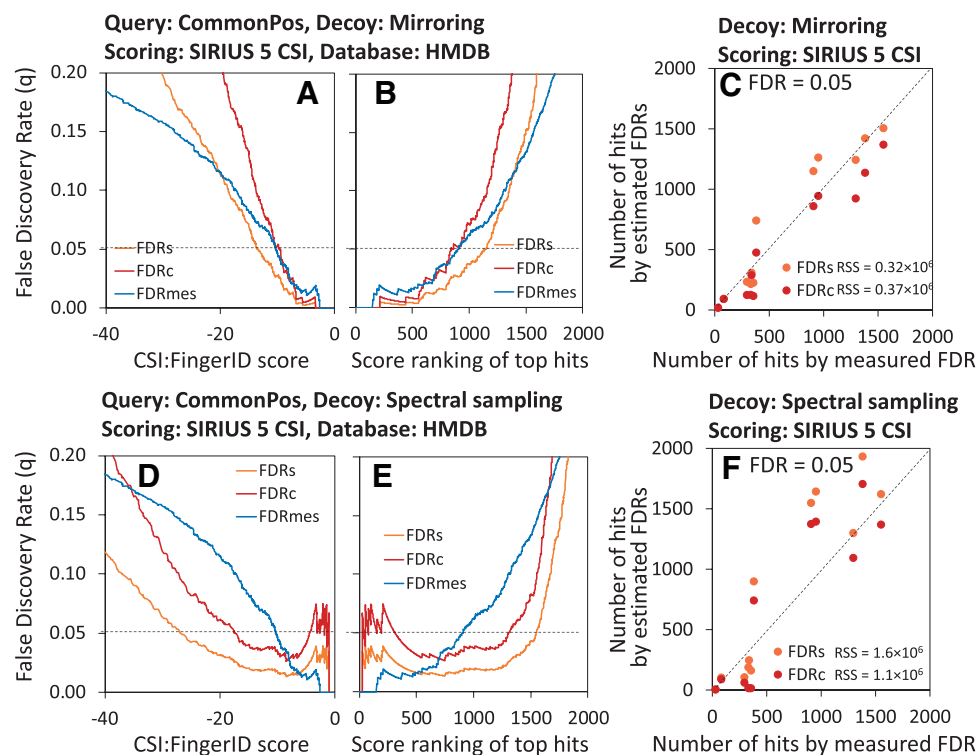 Query: CommonPos, Decoy: Mirroring
Scoring: SIRIUS 5 CSI, Database: HMDB
False Discovery Rate (q)
0.20
0.15
0.10
0.05
0.00
A
FDRs
FDRc
FDRmes
-40
-20
0
CSI:FingerID score
B
FDRs
FDRc
FDRmes
0
500
1000
1500
2000
Score ranking of top hits
Decoy: Mirroring
Scoring: SIRIUS 5 CSI
Number of hits
by estimated FDRs
2000
1500
1000
500
0
C
FDR = 0.05
FDRs RSS = 0.32×10⁶
FDRc RSS = 0.37×10⁶
0
500
1000
1500
2000
Number of hits by measured FDR
Query: CommonPos, Decoy: Spectral sampling
Scoring: SIRIUS 5 CSI, Database: HMDB
False Discovery Rate (q)
0.20
0.15
0.10
0.05
0.00
D
FDRs
FDRc
FDRmes
-40
-20
0
CSI:FingerID score
E
FDRs
FDRc
FDRmes
0
500
1000
1500
2000
Score ranking of top hits
Decoy: Spectral sampling
Scoring: SIRIUS 5 CSI
Number of hits
by estimated FDRs
2000
1500
1000
500
0
F
FDR = 0.05
FDRs RSS = 1.6×10⁶
FDRc RSS = 1.1×10⁶
0
500
1000
1500
2000
Number of hits by measured FDR